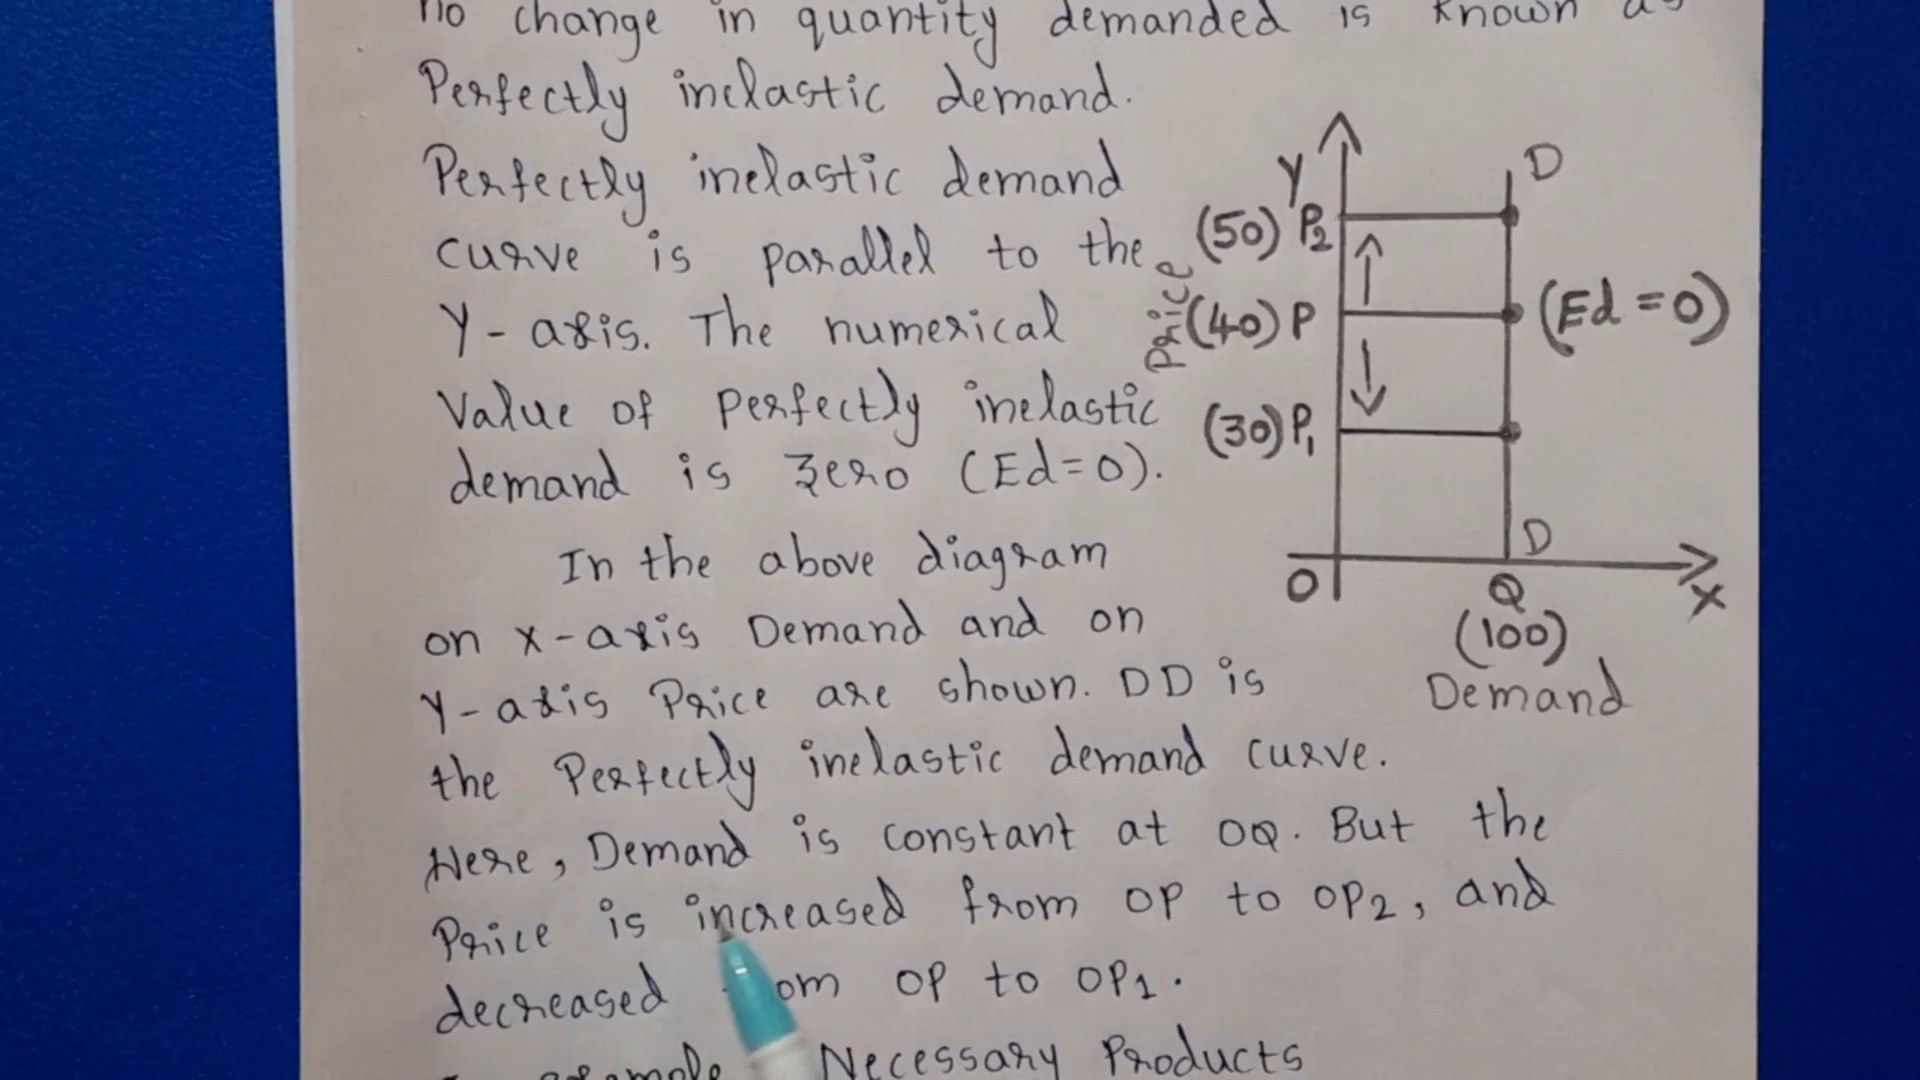 no change in quantity demanded is known as
Perfectly inelastic demand.
Perfectly inelastic demand
curve is parallel to the
Y-axis. The numerical
Value of perfectly inelastic
demand is zero (Ed=0).
In the above diagram
on x-axis Demand and on
Y-axis Price are shown. DD is
the Perfectly inelastic demand curve.
Here, Demand is constant at OQ. But the
Price is increased from OP to OP2, and
decreased from OP to OP1.
example Necessary Products
Y
D
(50) P2
Price
(40) P
(Ed=0)
(30) P1
D
O
Q
X
(100)
Demand